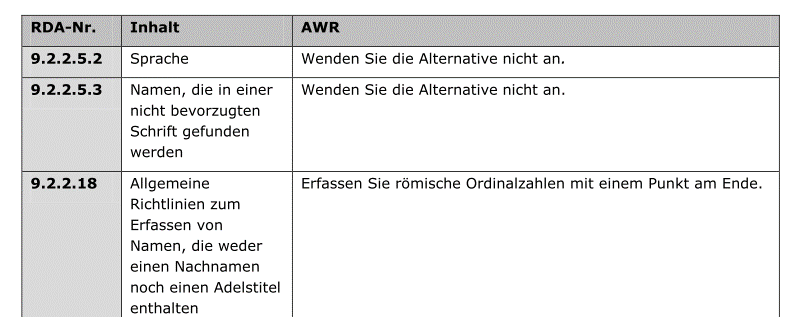 RDA-Nr. Inhalt AWR
9.2.2.5.2 Sprache Wenden Sie die Alternative nicht an.
9.2.2.5.3 Namen, die in einer Wenden Sie die Alternative nicht an.
nicht bevorzugten
Schrift gefunden
werden
9.2.2.18 Allgemeine Erfassen Sie römische Ordinalzahlen mit einem Punkt am Ende.
Richtlinien zum
Erfassen von
Namen, die weder
einen Nachnamen
noch einen Adelstitel
enthalten